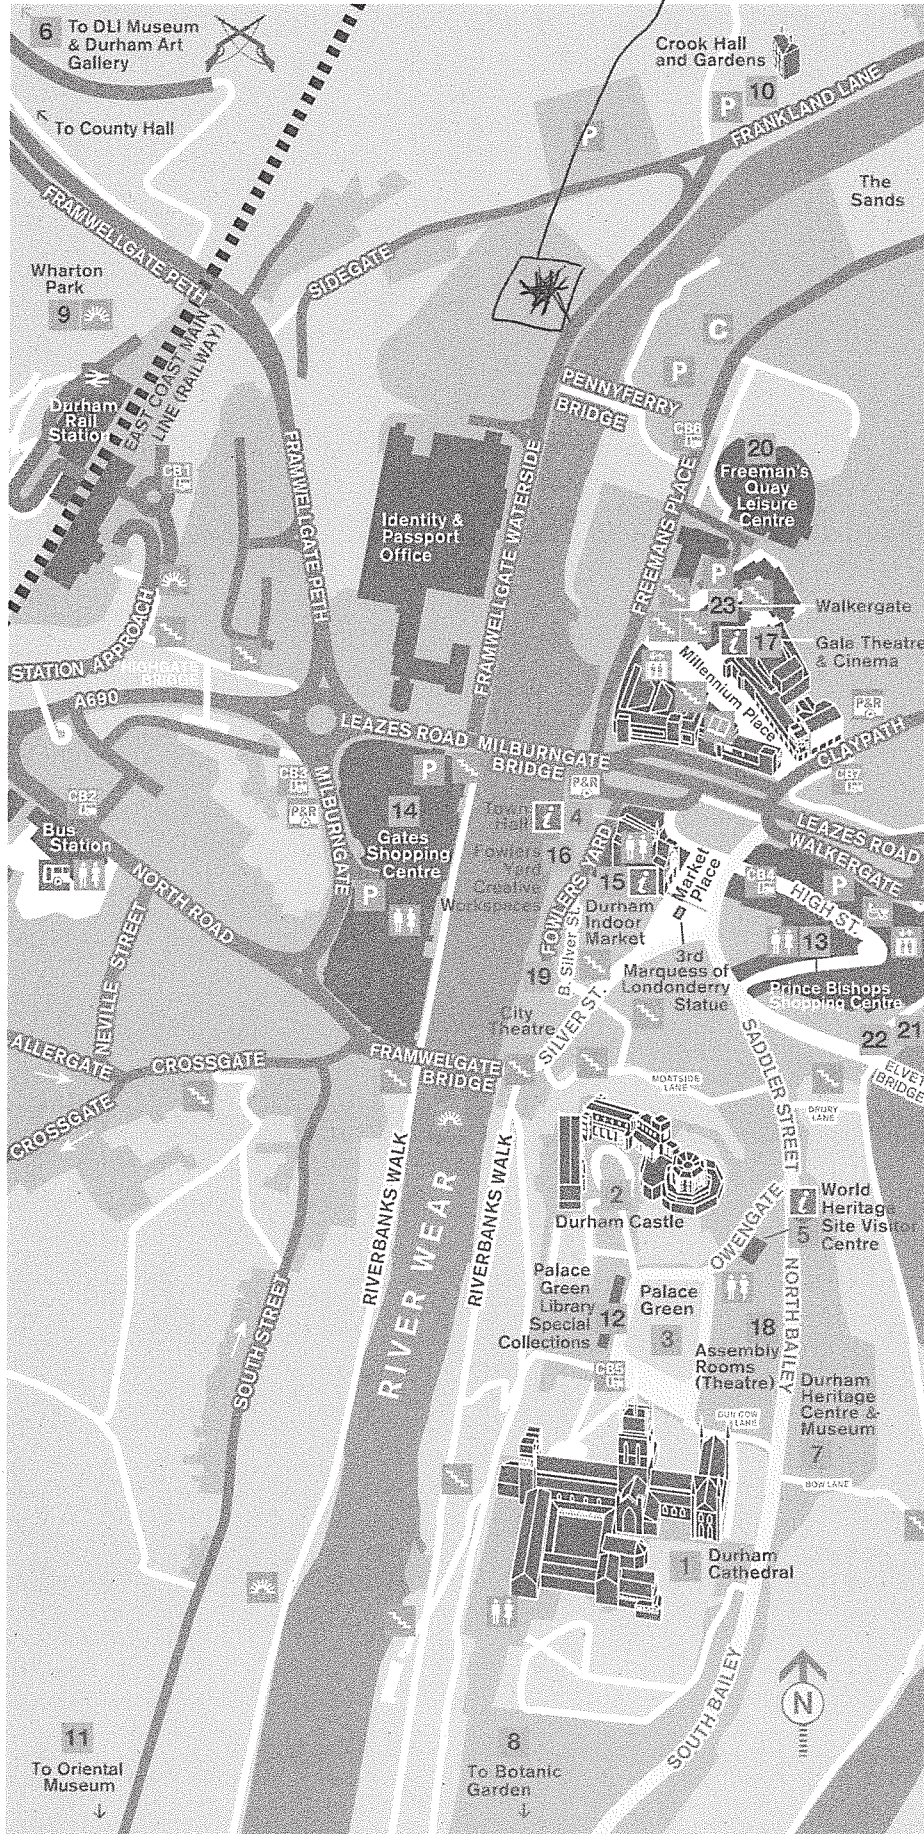 6
To DLI Museum
& Durham Art
Gallery
Crook Hall
and Gardens
10
P
P
FRANKLAND LANE
To County Hall
The
Sands
FRAMWELLGATE PETH
SIDEGATE
Wharton
Park
9
EAST COAST MAIN
LINE (RAILWAY)
C
P
Durham
Rail
Station
PENNYFERRY
BRIDGE
CB6
CB1
20
Freeman's
Quay
Leisure
Centre
FRAMWELLGATE PETH
Identity &
Passport
Office
FRAMWELLGATE WATERSIDE
FREEMANS PLACE
P
23
Walkergate
i
17
Gala Theatre
& Cinema
Millennium Place
STATION APPROACH
HIGHGATE
BRIDGE
A690
P&R
LEAZES ROAD
MILBURNGATE
BRIDGE
CLAYPATH
CB7
P
P&R
CB3
P&R
CB2
MILBURNGATE
14
Gates
Shopping
Centre
Town
Hall
i
4
LEAZES ROAD
WALKERGATE
Bus
Station
Fowlers
Yard
Creative
Workspaces
16
FOWLERS YARD
15
i
Durham
Indoor
Market
Market
Place
CB4
P
HIGH ST.
NORTH ROAD
P
NEVILLE STREET
B. Silver St.
3rd
Marquess of
Londonderry
Statue
13
Prince Bishops
Shopping Centre
19
City
Theatre
SILVER ST.
22
21
ELVET
BRIDGE
ALLERGATE
CROSSGATE
FRAMWELGATE
BRIDGE
SADDLER STREET
MOATSIDE
LANE
DRURY
LANE
CROSSGATE
RIVERBANKS WALK
RIVER WEAR
RIVERBANKS WALK
2
Durham Castle
OWENGATE
i
5
World
Heritage
Site Visitor
Centre
SOUTH STREET
Palace
Green
Library
Special
Collections
12
Palace
Green
3
NORTH BAILEY
18
Assembly
Rooms
(Theatre)
CB5
Durham
Heritage
Centre &
Museum
7
DUN COW
LANE
BOW LANE
1
Durham
Cathedral
SOUTH BAILEY
N
11
To Oriental
Museum
8
To Botanic
Garden